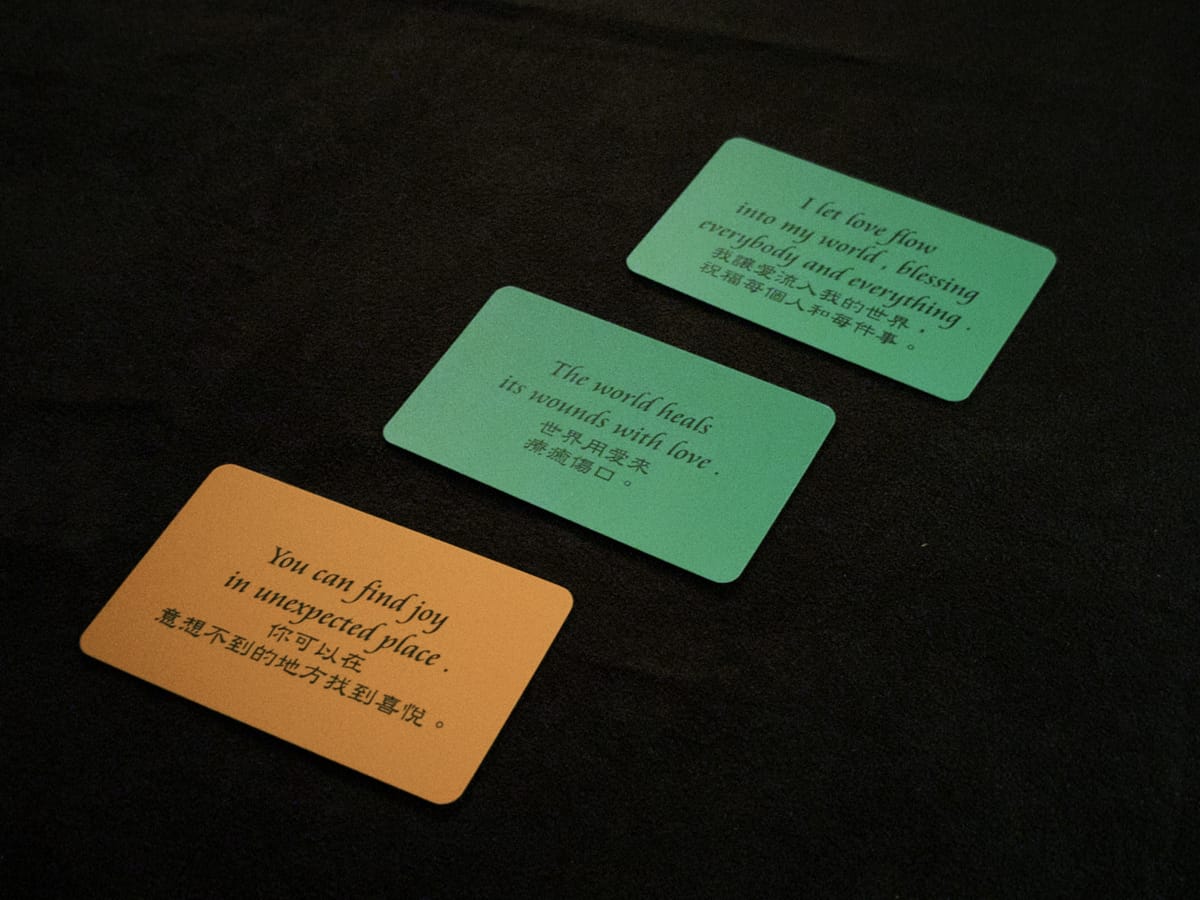 I let love flow
into my world , blessing
everybody and everything .
我讓愛流入我的世界，
祝福每個人和每件事。
The world heals
its wounds with love .
世界用愛來
療癒傷口。
You can find joy
in unexpected place .
你可以在
意想不到的地方找到喜悅。